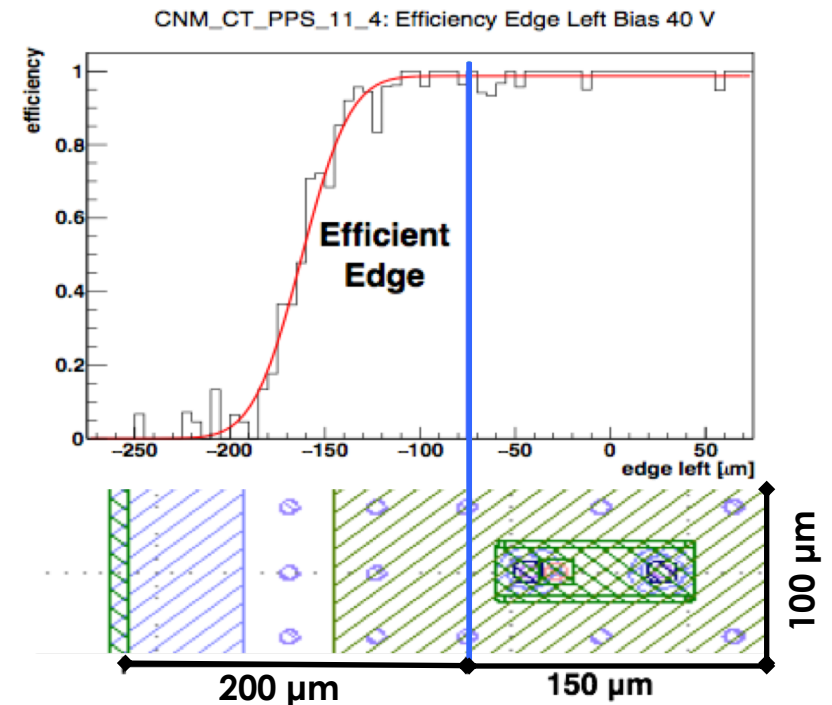 CNM_CT_PPS_11_4: Efficiency Edge Left Bias 40 V
efficiency
1
0.8
0.6
0.4
0.2
0
Efficient
Edge
−250 −200 −150 −100 −50 0 50
edge left [μm]
100 μm
200 μm 150 μm